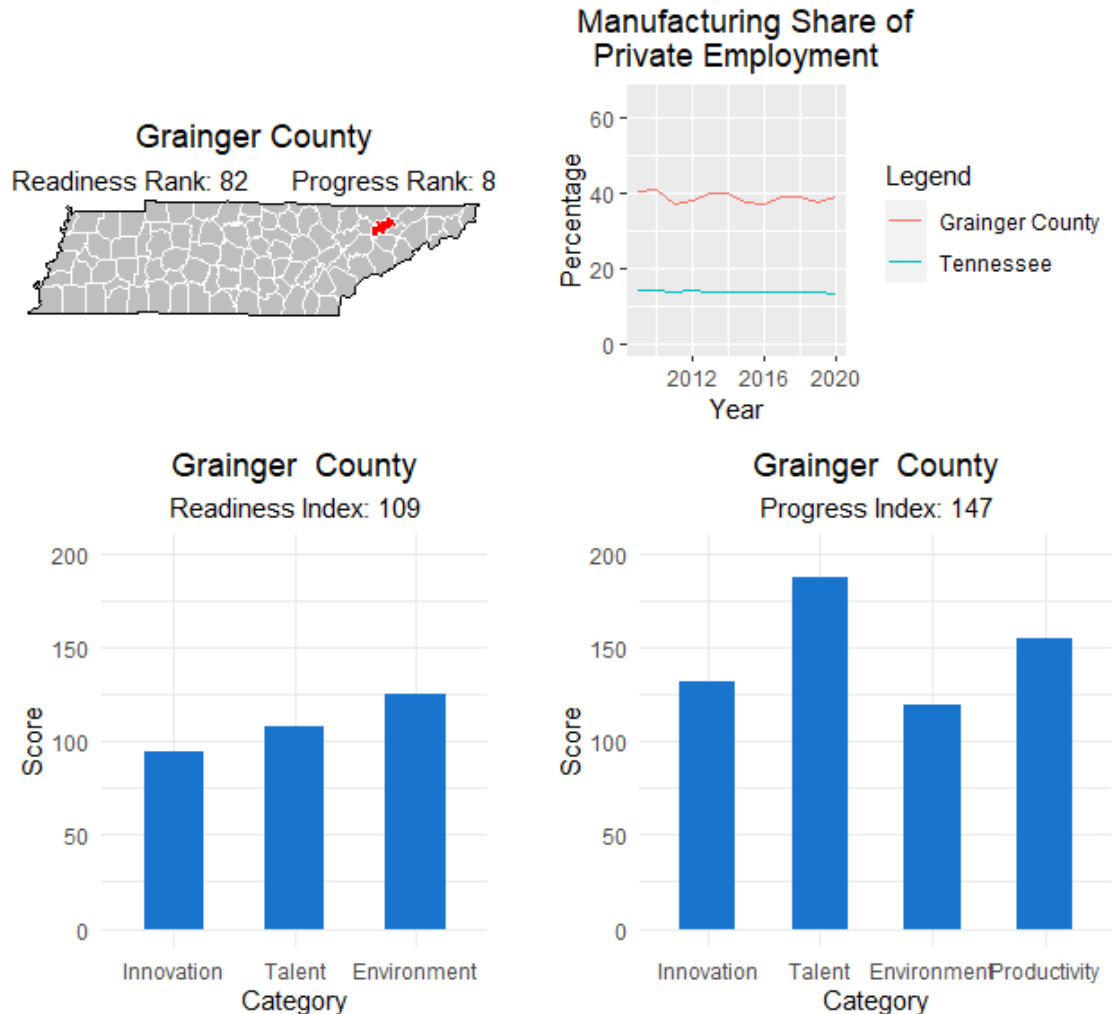 Grainger County
Readiness Rank: 82
Progress Rank: 8
Manufacturing Share of
Private Employment
60
40
20
0
Percentage
2012
2016
2020
Year
Legend
Grainger County
Tennessee
Grainger  County
Readiness Index: 109
200
150
100
50
0
Score
Innovation
Talent
Environment
Category
Grainger  County
Progress Index: 147
200
150
100
50
0
Score
Innovation
Talent
Environment
Productivity
Category